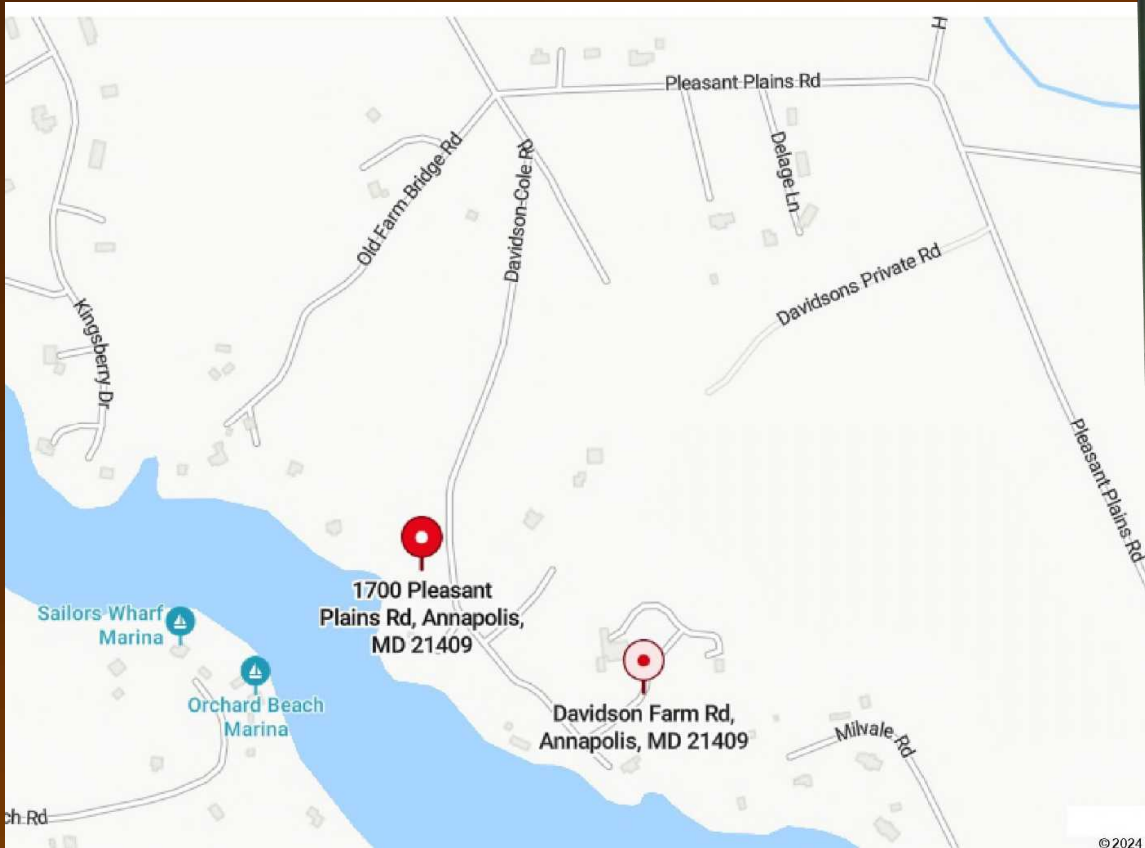 H
Pleasant Plains Rd
Delage Ln
Old Farm Bridge Rd
Davidson-Cole R
Davidsons Private Rd
Kingsberry Dr
Pleasant Plains Rd
1700 Pleasant
Plains Rd, Annapolis,
MD 21409
Sailors Wharf
Marina
Orchard Beach
Marina
Davidson Farm Rd,
Annapolis, MD 21409
Milvale Rd
ch Rd
©2024